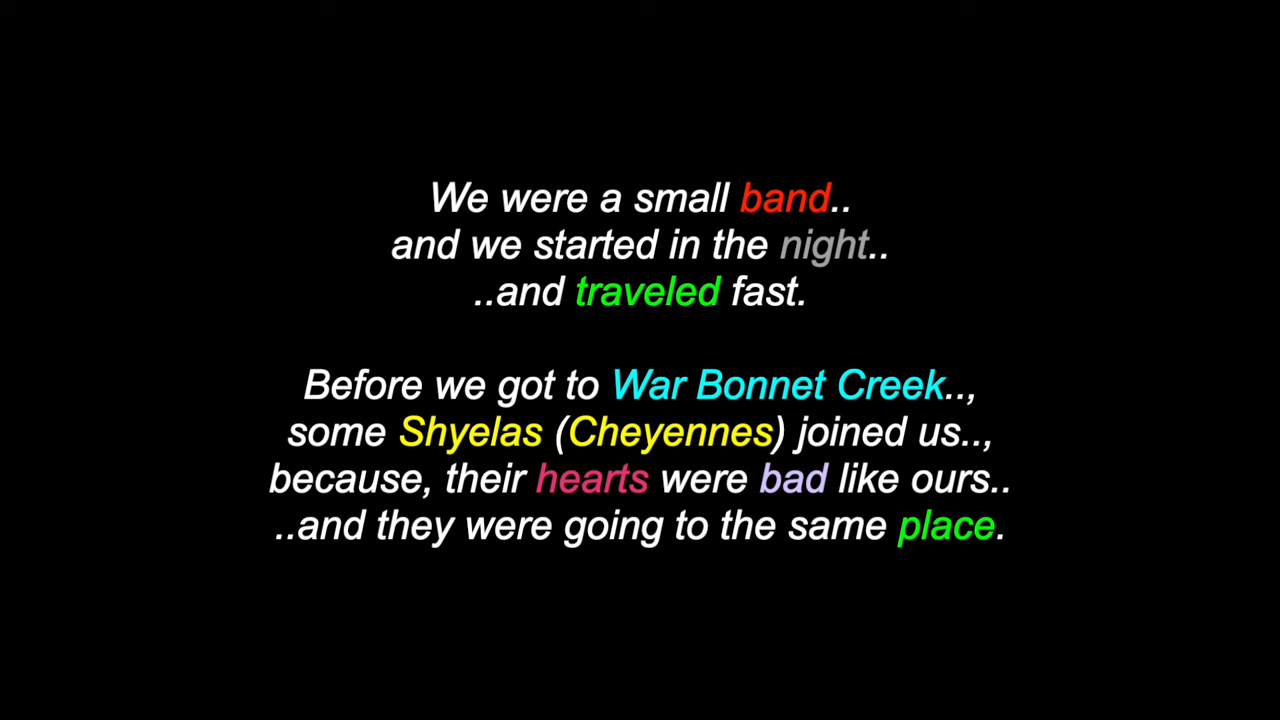 We were a small band..
and we started in the night..
..and traveled fast.
Before we got to War Bonnet Creek..,
some Shyelas (Cheyennes) joined us..,
because, their hearts were bad like ours..
..and they were going to the same place.